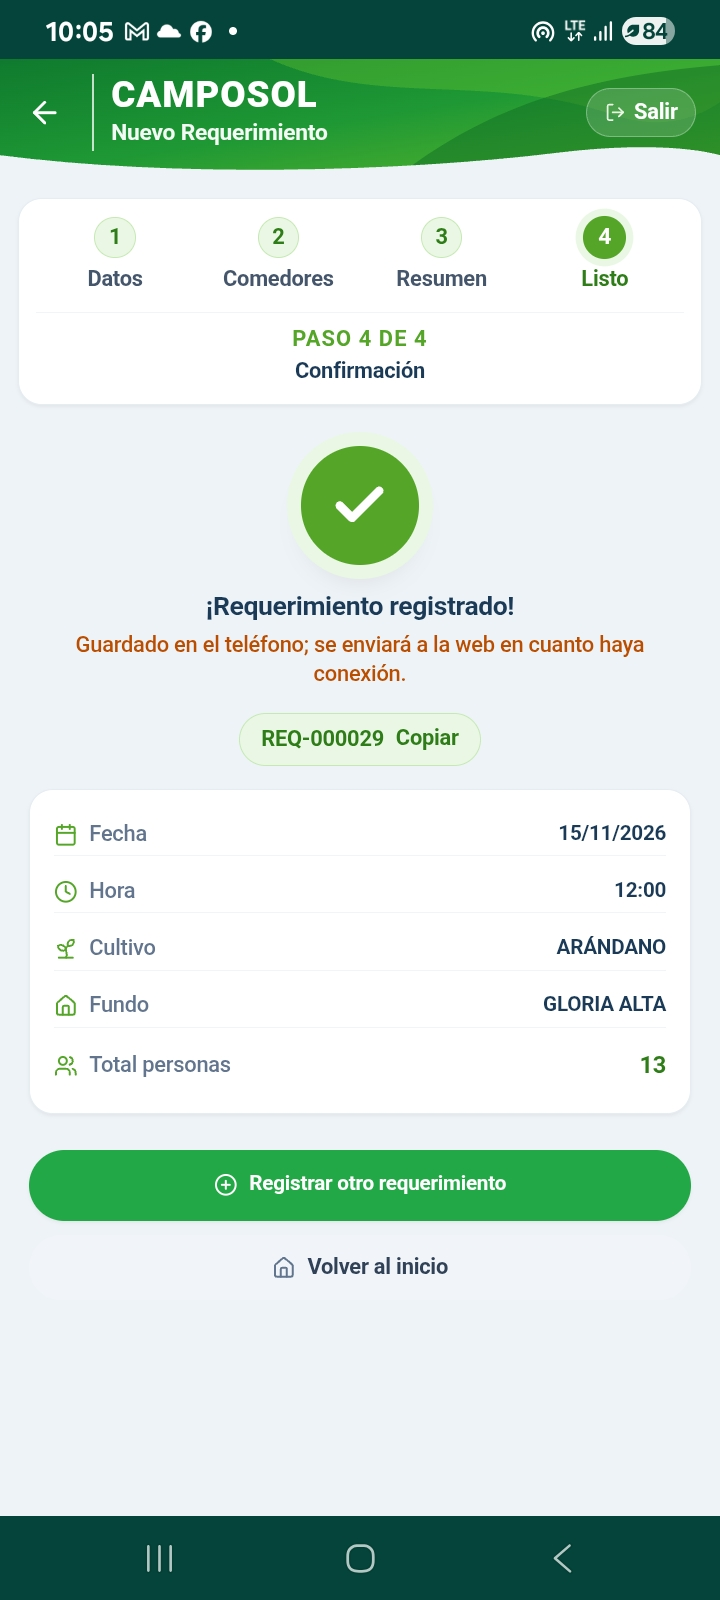 10:05
LTE
84
CAMPOSOL
Nuevo Requerimiento
Salir
1
2
3
4
Datos
Comedores
Resumen
Listo
PASO 4 DE 4
Confirmación
¡Requerimiento registrado!
Guardado en el teléfono; se enviará a la web en cuanto haya
conexión.
REQ-000029 Copiar
Fecha 15/11/2026
Hora 12:00
Cultivo ARÁNDANO
Fundo GLORIA ALTA
Total personas 13
Registrar otro requerimiento
Volver al inicio